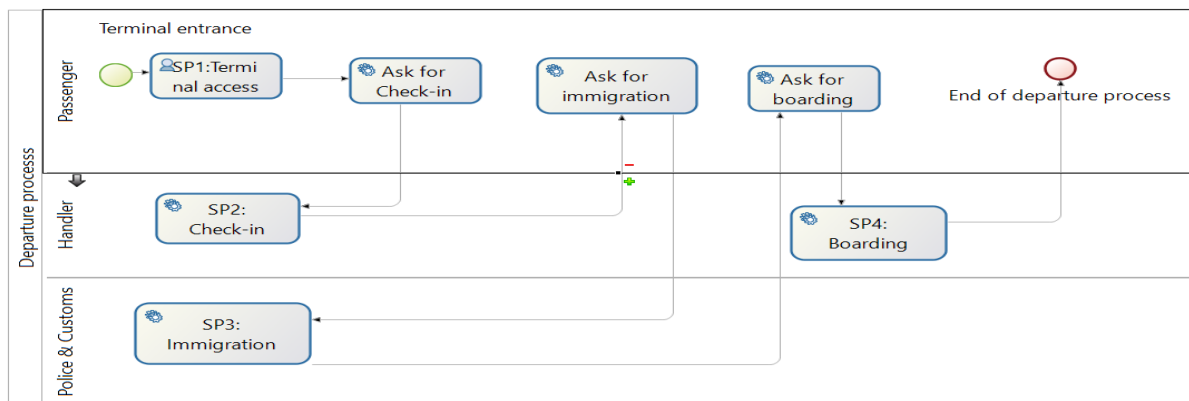 Departure processs
Passenger
Terminal entrance
SP1:Termi
nal access
Ask for
Check-in
Ask for
immigration
Ask for
boarding
End of departure process
Handler
SP2:
Check-in
SP4:
Boarding
Police & Customs
SP3:
Immigration